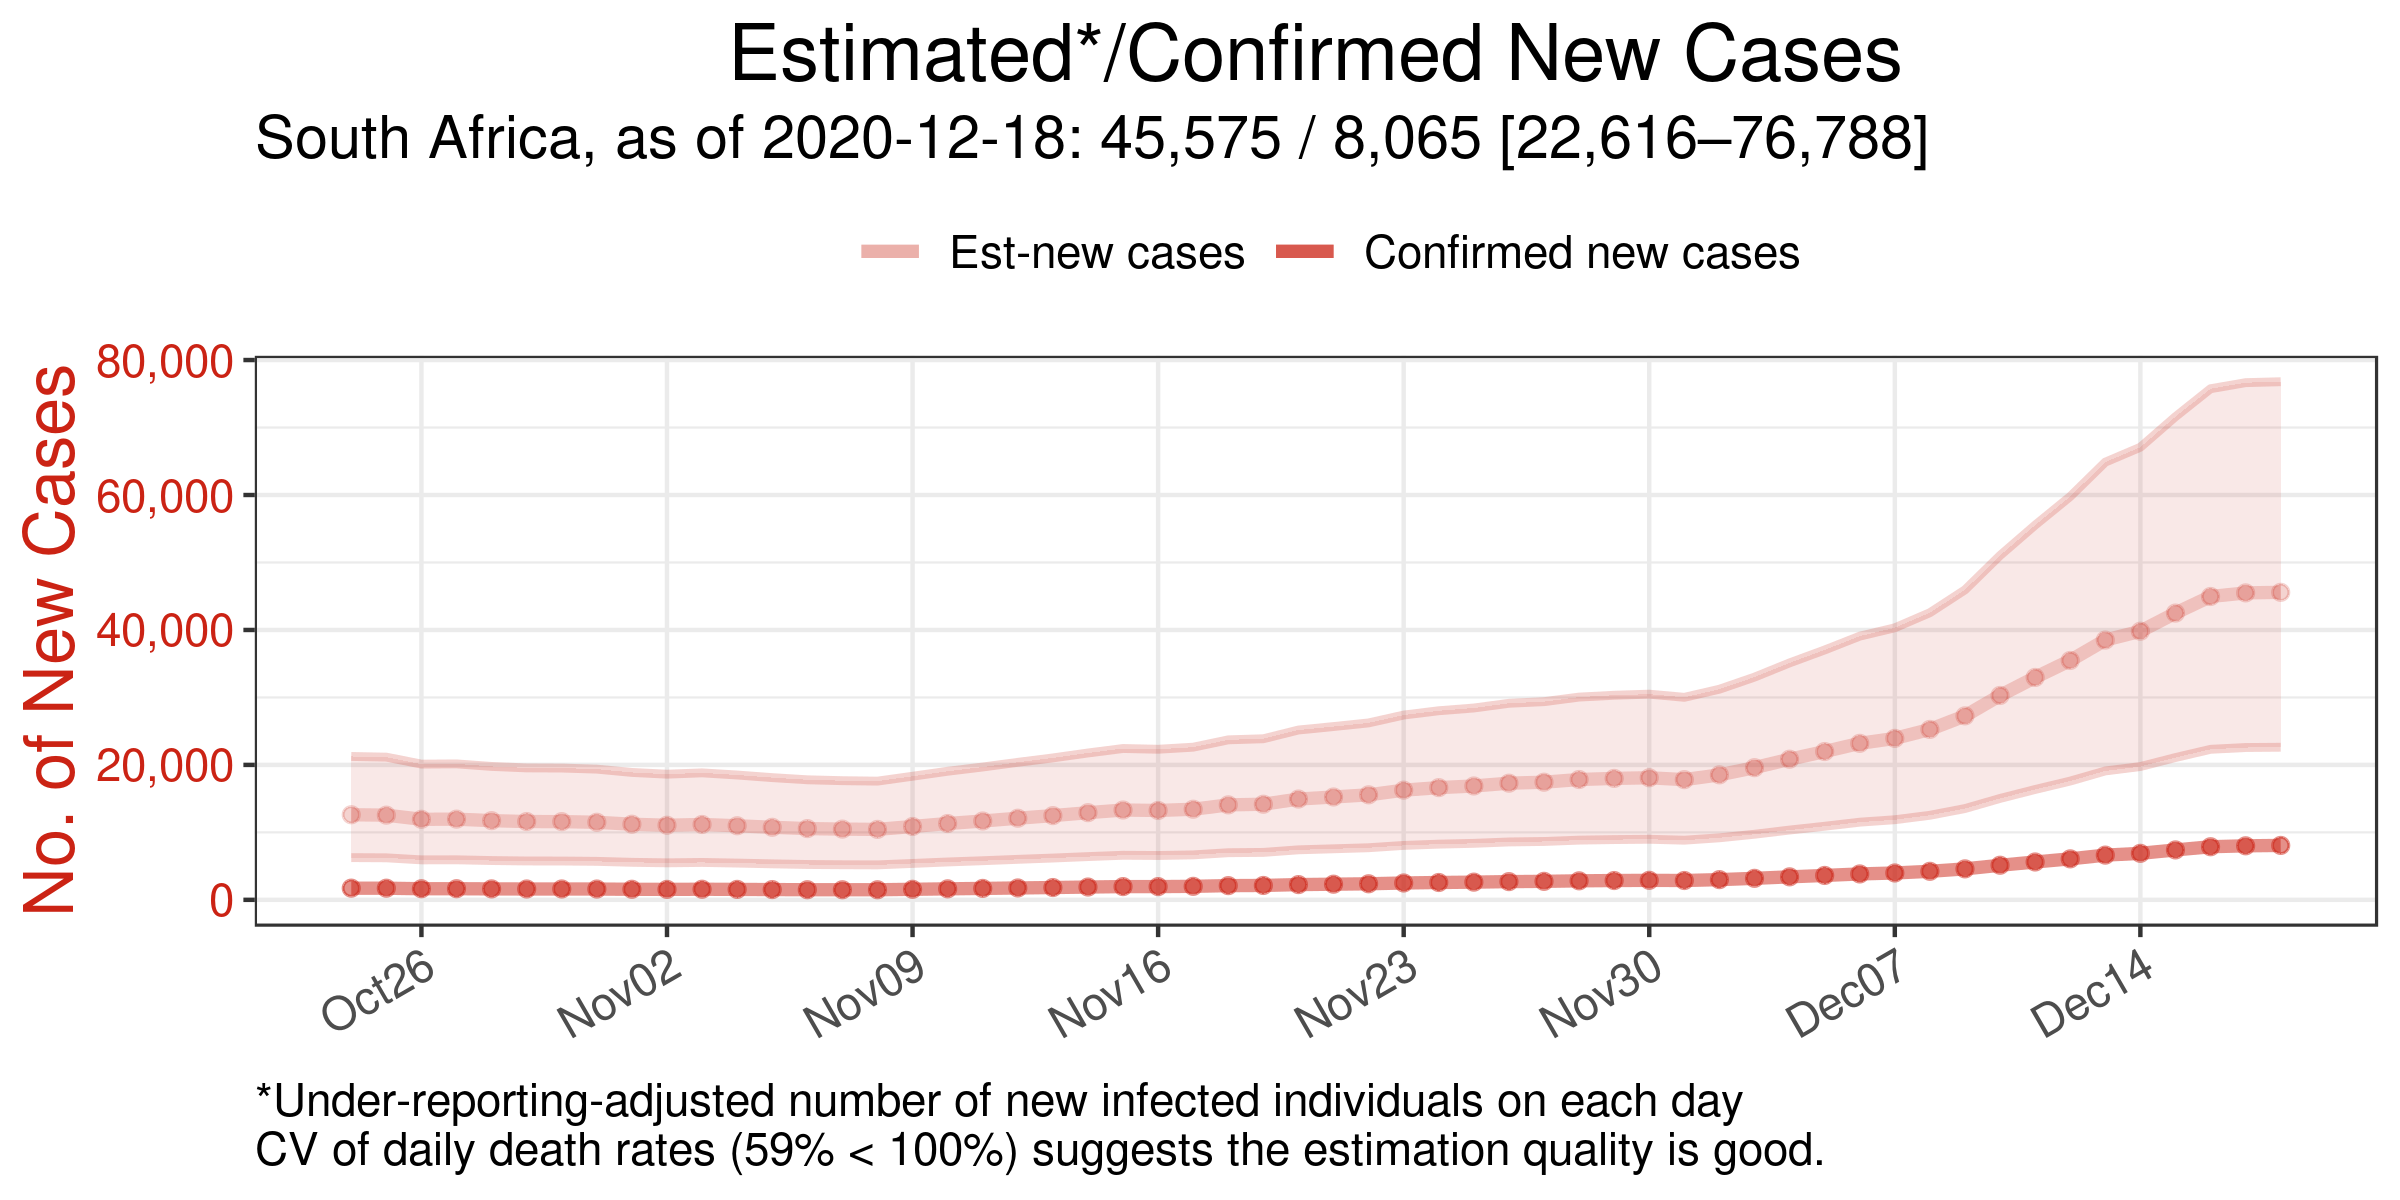 Estimated*/Confirmed New Cases
South Africa, as of 2020-12-18: 45,575 / 8,065 [22,616–76,788]
Est-new cases Confirmed new cases
No. of New Cases
80,000
60,000
40,000
20,000
0
Oct26 Nov02 Nov09 Nov16 Nov23 Nov30 Dec07 Dec14
*Under-reporting-adjusted number of new infected individuals on each day
CV of daily death rates (59% < 100%) suggests the estimation quality is good.